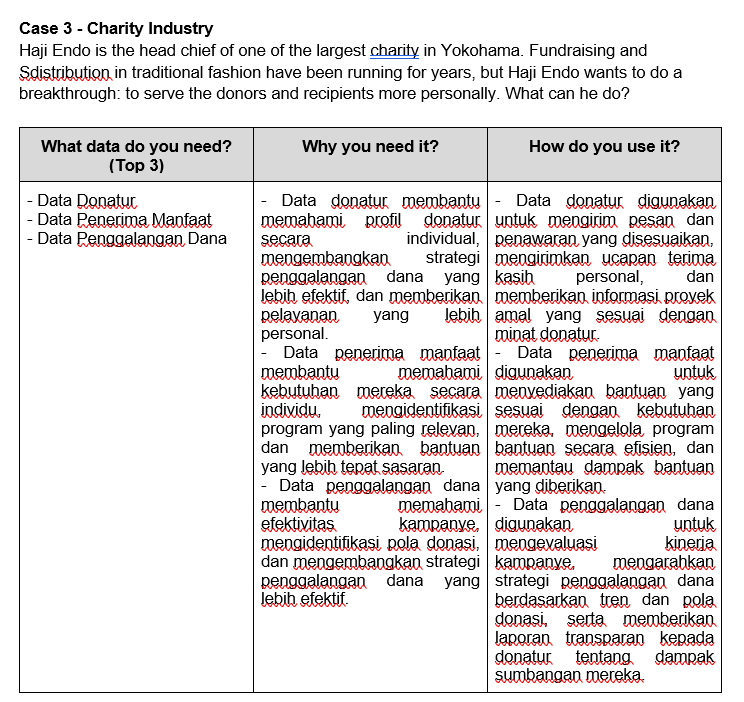 Case 3 - Charity Industry
Haji Endo is the head chief of one of the largest charity in Yokohama. Fundraising and
Sdistribution in traditional fashion have been running for years, but Haji Endo wants to do a
breakthrough: to serve the donors and recipients more personally. What can he do?
What data do you need?
(Top 3)
Why you need it?
How do you use it?
- Data Donatur
- Data Penerima Manfaat
- Data Penggalangan Dana
- Data donatur membantu
memahami profil donatur
secara individual,
mengembangkan strategi
penggalangan dana yang
lebih efektif, dan memberikan
pelayanan yang lebih
personal.
- Data penerima manfaat
membantu memahami
kebutuhan mereka secara
individu, mengidentifikasi
program yang paling relevan,
dan memberikan bantuan
yang lebih tepat sasaran.
- Data penggalangan dana
membantu memahami
efektivitas kampanye,
mengidentifikasi pola donasi,
dan mengembangkan strategi
penggalangan dana yang
lebih efektif.
- Data donatur digunakan
untuk mengirim pesan dan
penawaran yang disesuaikan,
mengirimkan ucapan terima
kasih personal, dan
memberikan informasi proyek
amal yang sesuai dengan
minat donatur.
- Data penerima manfaat
digunakan untuk
menyediakan bantuan yang
sesuai dengan kebutuhan
mereka, mengelola program
bantuan secara efisien, dan
memantau dampak bantuan
yang diberikan.
- Data penggalangan dana
digunakan untuk
mengevaluasi kinerja
kampanye, mengarahkan
strategi penggalangan dana
berdasarkan tren dan pola
donasi, serta memberikan
laporan transparan kepada
donatur tentang dampak
sumbangan mereka.